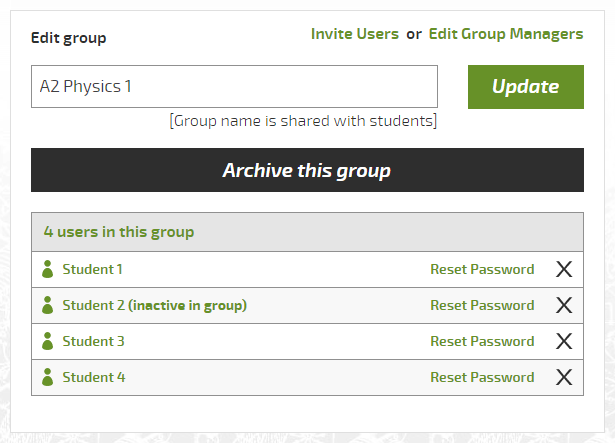 Edit group
Invite Users or Edit Group Managers
A2 Physics 1
Update
[Group name is shared with students]
Archive this group
4 users in this group
Student 1 Reset Password X
Student 2 (inactive in group) Reset Password X
Student 3 Reset Password X
Student 4 Reset Password X